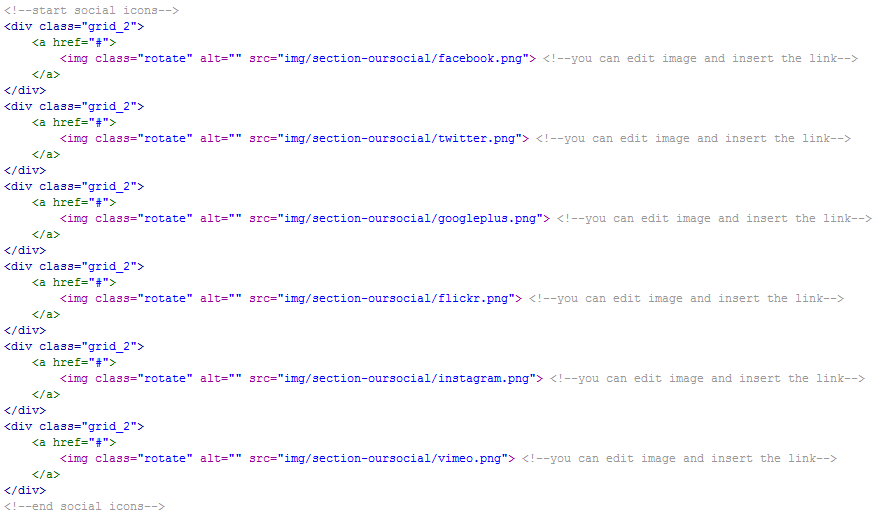 <!--start social icons-->
<div class="grid_2">
    <a href="#">
        <img class="rotate" alt="" src="img/section-oursocial/facebook.png"> <!--you can edit image and insert the link-->
    </a>
</div>
<div class="grid_2">
    <a href="#">
        <img class="rotate" alt="" src="img/section-oursocial/twitter.png"> <!--you can edit image and insert the link-->
    </a>
</div>
<div class="grid_2">
    <a href="#">
        <img class="rotate" alt="" src="img/section-oursocial/googleplus.png"> <!--you can edit image and insert the link-->
    </a>
</div>
<div class="grid_2">
    <a href="#">
        <img class="rotate" alt="" src="img/section-oursocial/flickr.png"> <!--you can edit image and insert the link-->
    </a>
</div>
<div class="grid_2">
    <a href="#">
        <img class="rotate" alt="" src="img/section-oursocial/instagram.png"> <!--you can edit image and insert the link-->
    </a>
</div>
<div class="grid_2">
    <a href="#">
        <img class="rotate" alt="" src="img/section-oursocial/vimeo.png"> <!--you can edit image and insert the link-->
    </a>
</div>
<!--end social icons-->